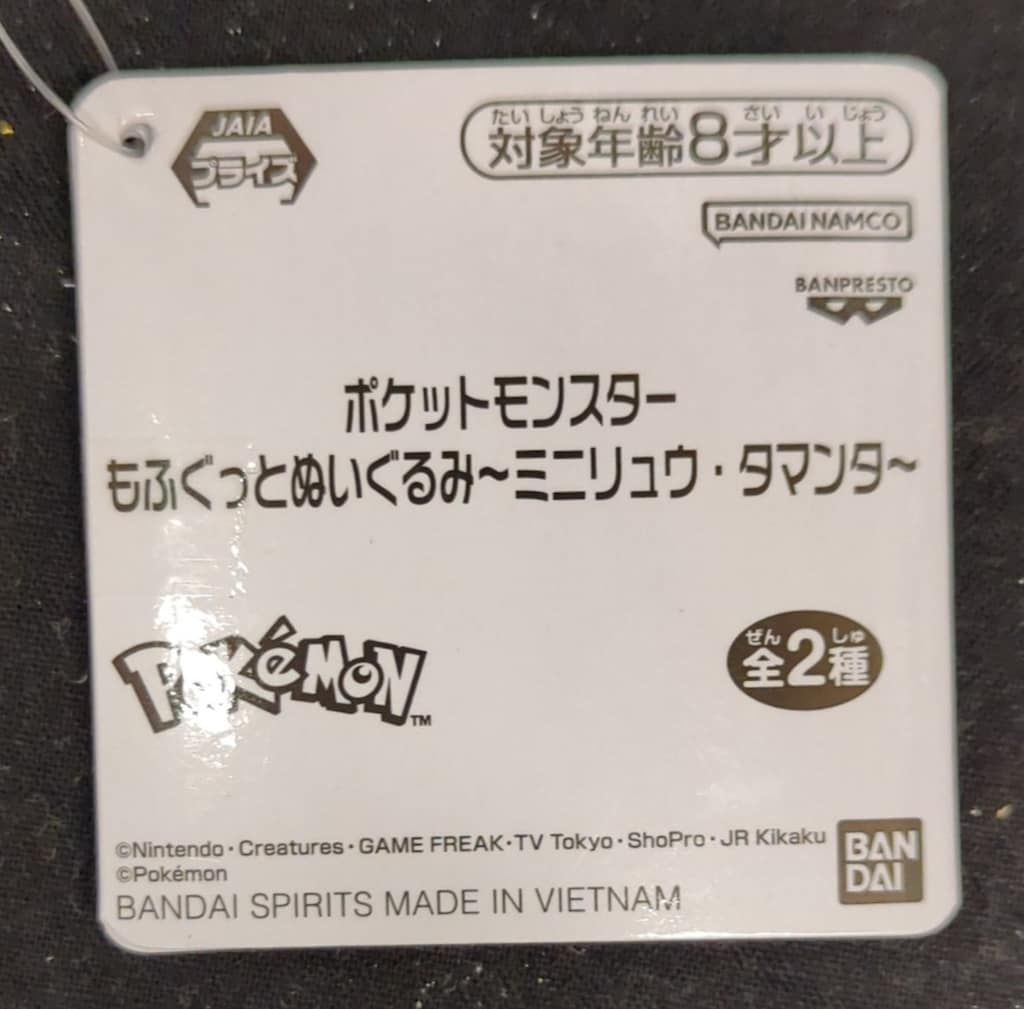 JAIA
プライズ
たいしょうねんれい さいいじょう
対象年齢8才以上
BANDAI NAMCO
BANPRESTO
ポケットモンスター
もふぐっとぬいぐるみ〜ミニリュウ・タマンタ〜
Pokémon™
ぜん しゅ
全2種
©Nintendo・Creatures・GAME FREAK・TV Tokyo・ShoPro・JR Kikaku
©Pokémon
BANDAI SPIRITS MADE IN VIETNAM
BAN
DAI